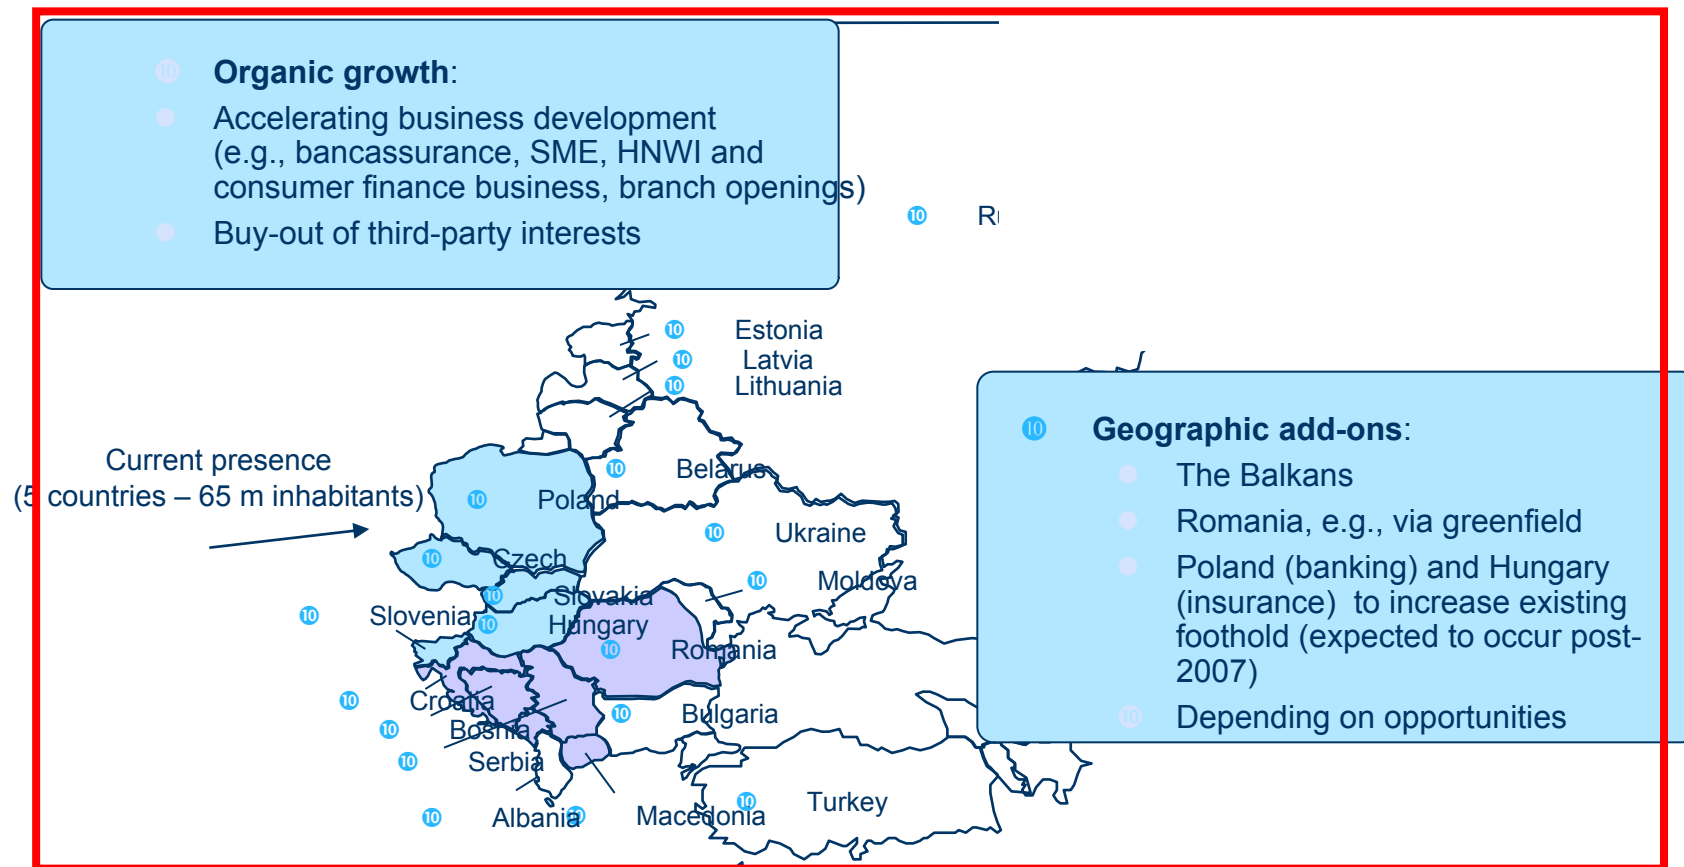 Organic growth:
Accelerating business development
(e.g., bancassurance, SME, HNWI and
consumer finance business, branch openings)
Buy-out of third-party interests
Estonia
Latvia
Lithuania
Geographic add-ons:
The Balkans
Romania, e.g., via greenfield
Poland (banking) and Hungary
(insurance) to increase existing
foothold (expected to occur post-
2007)
Depending on opportunities
Current presence
(5 countries – 65 m inhabitants)
Belarus
Poland
Ukraine
Czech
Moldova
Slovakia
Slovenia
Hungary
Romania
Croatia
Bulgaria
Bosnia
Serbia
Turkey
Albania
Macedonia